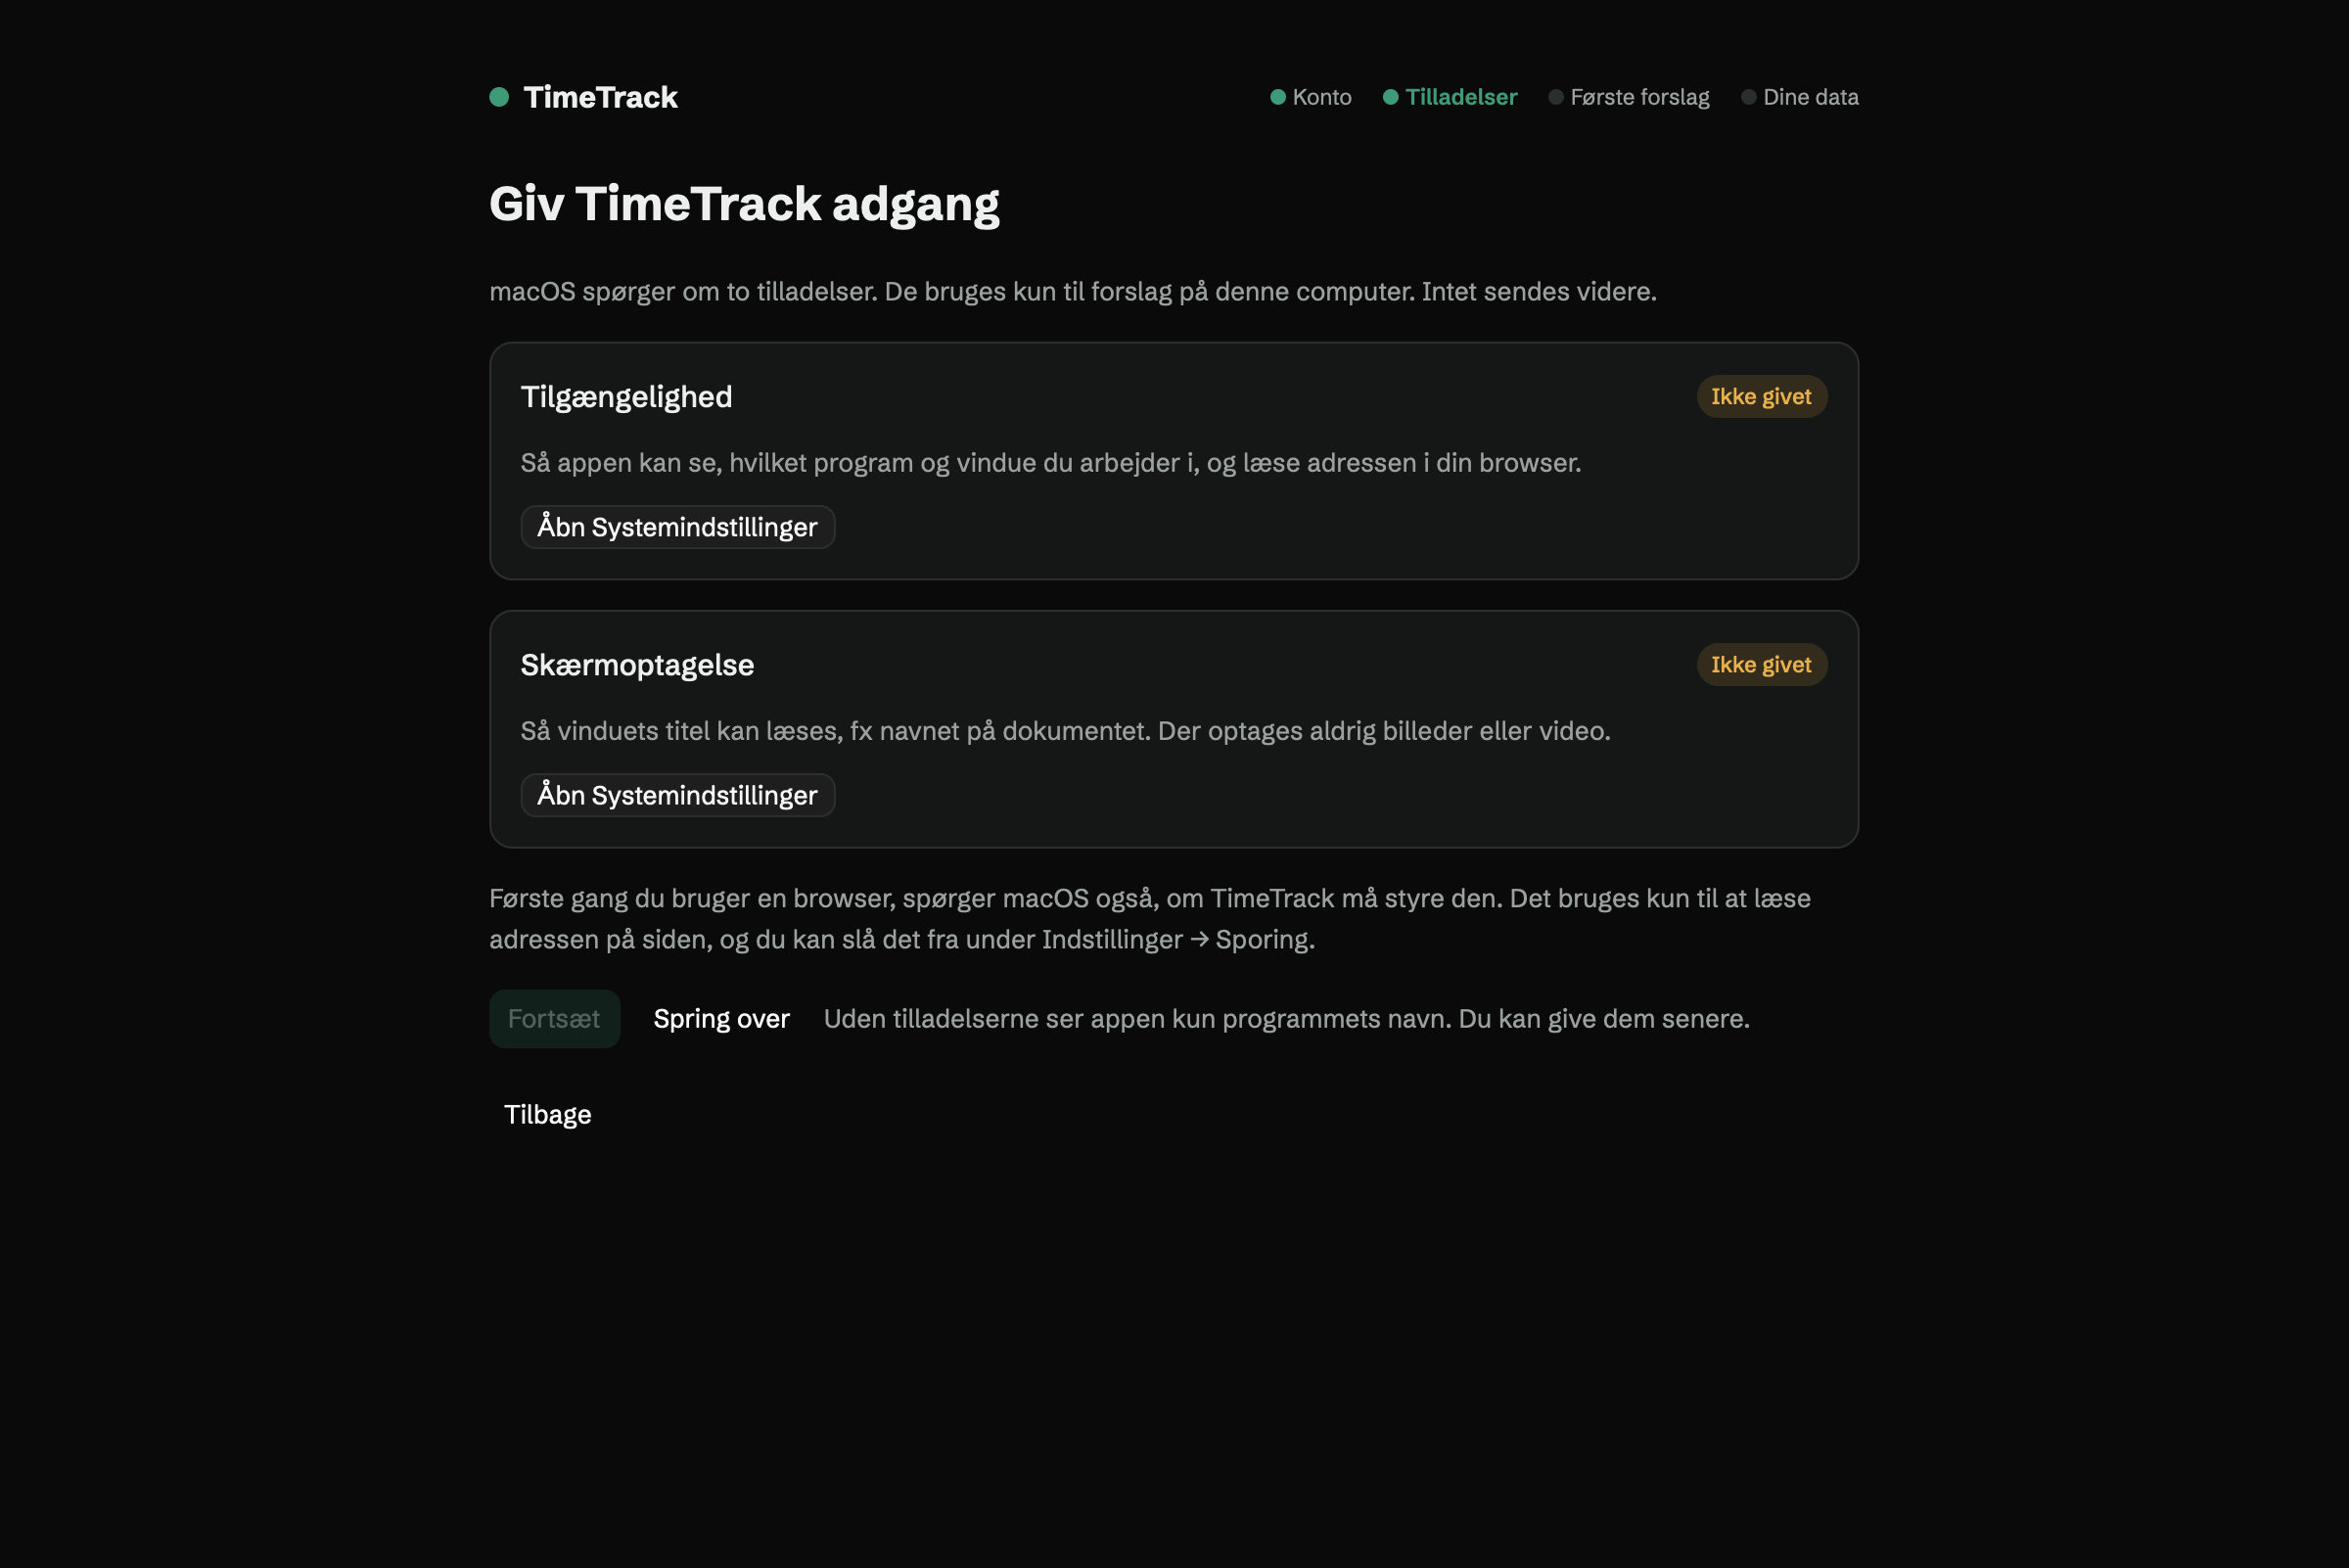 TimeTrack
Konto
Tilladelser
Første forslag
Dine data
Giv TimeTrack adgang
macOS spørger om to tilladelser. De bruges kun til forslag på denne computer. Intet sendes videre.
Tilgængelighed
Ikke givet
Så appen kan se, hvilket program og vindue du arbejder i, og læse adressen i din browser.
Åbn Systemindstillinger
Skærmoptagelse
Ikke givet
Så vinduets titel kan læses, fx navnet på dokumentet. Der optages aldrig billeder eller video.
Åbn Systemindstillinger
Første gang du bruger en browser, spørger macOS også, om TimeTrack må styre den. Det bruges kun til at læse
adressen på siden, og du kan slå det fra under Indstillinger → Sporing.
Fortsæt
Spring over
Uden tilladelserne ser appen kun programmets navn. Du kan give dem senere.
Tilbage